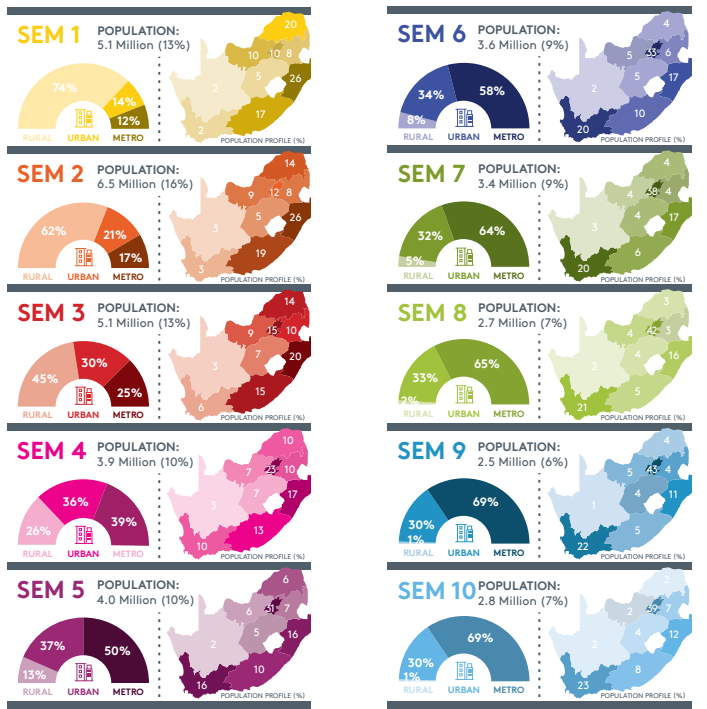 SEM 1
POPULATION:
5.1 Million (13%)
74%
14%
12%
RURAL URBAN METRO
20
10 10 8
2 5 26
17
2
POPULATION PROFILE (%)
SEM 2
POPULATION:
6.5 Million (16%)
62%
21%
17%
RURAL URBAN METRO
14
9 12 8
3 5 26
19
3
POPULATION PROFILE (%)
SEM 3
POPULATION:
5.1 Million (13%)
45%
30%
25%
RURAL URBAN METRO
14
9 15 10
3 7 20
15
6
POPULATION PROFILE (%)
SEM 4
POPULATION:
3.9 Million (10%)
26%
36%
39%
RURAL URBAN METRO
10
7 23 10
3 7 17
13
10
POPULATION PROFILE (%)
SEM 5
POPULATION:
4.0 Million (10%)
13%
37%
50%
RURAL URBAN METRO
6
6 31 7
2 5 16
10
16
POPULATION PROFILE (%)
SEM 6
POPULATION:
3.6 Million (9%)
8%
34%
58%
RURAL URBAN METRO
4
5 33 6
2 5 17
10
20
POPULATION PROFILE (%)
SEM 7
POPULATION:
3.4 Million (9%)
5%
32%
64%
RURAL URBAN METRO
4
4 38 4
3 4 17
6
20
POPULATION PROFILE (%)
SEM 8
POPULATION:
2.7 Million (7%)
2%
33%
65%
RURAL URBAN METRO
3
4 42 3
2 4 16
5
21
POPULATION PROFILE (%)
SEM 9
POPULATION:
2.5 Million (6%)
1%
30%
69%
RURAL URBAN METRO
4
5 43 4
1 4 11
5
22
POPULATION PROFILE (%)
SEM 10
POPULATION:
2.8 Million (7%)
1%
30%
69%
RURAL URBAN METRO
2
2 39 7
2 4 12
8
23
POPULATION PROFILE (%)